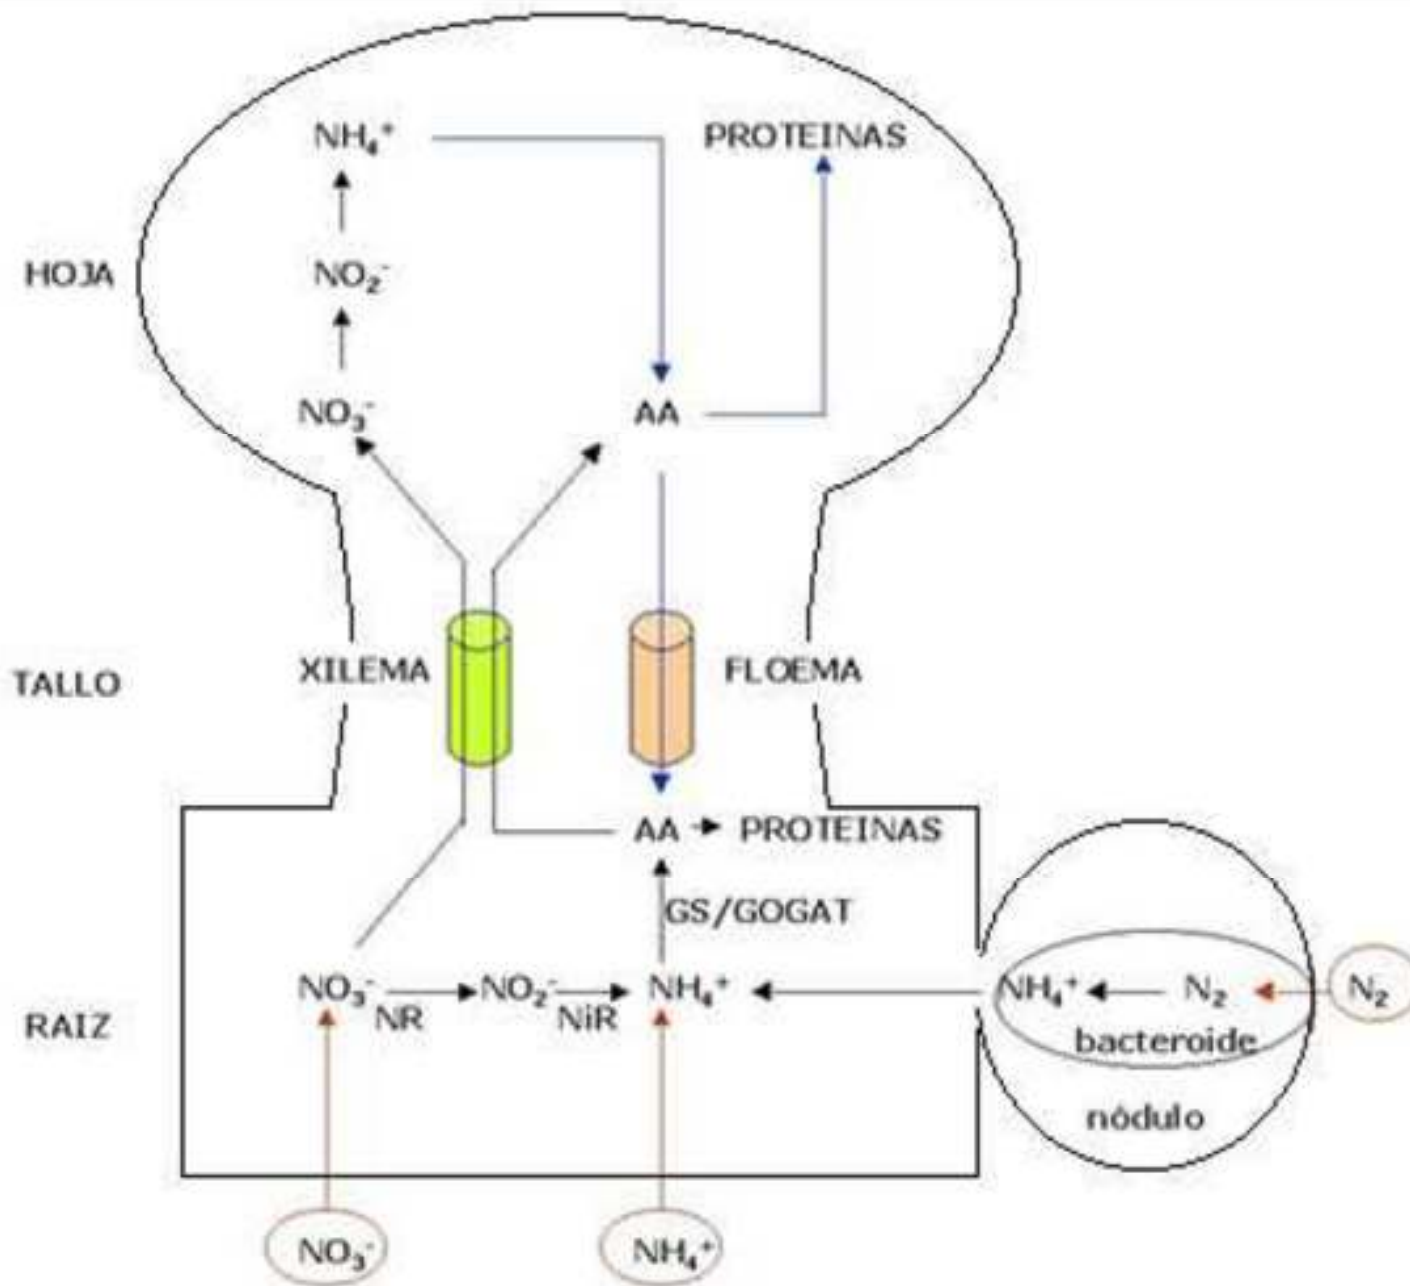 NH₄⁺ PROTEINAS
HOJA NO₂⁻
NO₃⁻ AA
TALLO XILEMA FLOEMA
AA PROTEINAS
GS/GOGAT
RAIZ NO₃⁻ NR NO₂⁻ NiR NH₄⁺ NH₄⁺ N₂ N₂
bacteroide
nódulo
NO₃⁻ NH₄⁺